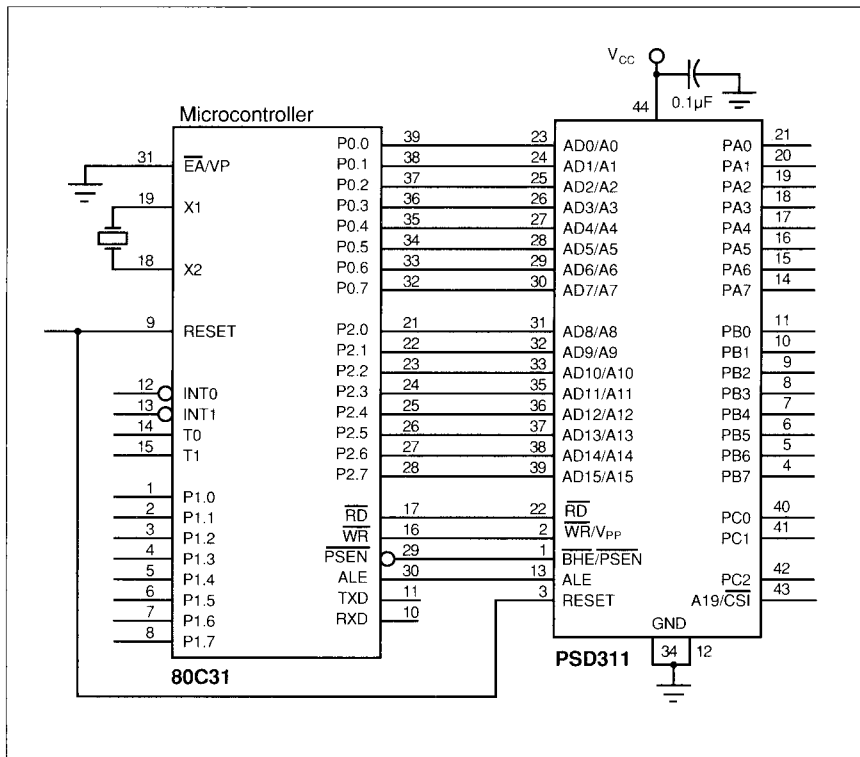 V_CC
0.1µF
44
Microcontroller
31 EA/VP
19 X1
18 X2
9 RESET
12 INT0
13 INT1
14 T0
15 T1
1 P1.0
2 P1.1
3 P1.2
4 P1.3
5 P1.4
6 P1.5
7 P1.6
8 P1.7
P0.0 39
P0.1 38
P0.2 37
P0.3 36
P0.4 35
P0.5 34
P0.6 33
P0.7 32
P2.0 21
P2.1 22
P2.2 23
P2.3 24
P2.4 25
P2.5 26
P2.6 27
P2.7 28
RD 17
WR 16
PSEN 29
ALE 30
TXD 11
RXD 10
80C31
23 AD0/A0
24 AD1/A1
25 AD2/A2
26 AD3/A3
27 AD4/A4
28 AD5/A5
29 AD6/A6
30 AD7/A7
31 AD8/A8
32 AD9/A9
33 AD10/A10
35 AD11/A11
36 AD12/A12
37 AD13/A13
38 AD14/A14
39 AD15/A15
22 RD
2 WR/V_PP
1 BHE/PSEN
13 ALE
3 RESET
PA0 21
PA1 20
PA2 19
PA3 18
PA4 17
PA5 16
PA6 15
PA7 14
PB0 11
PB1 10
PB2 9
PB3 8
PB4 7
PB5 6
PB6 5
PB7 4
PC0 40
PC1 41
PC2 42
A19/CSI 43
GND
34 12
PSD311